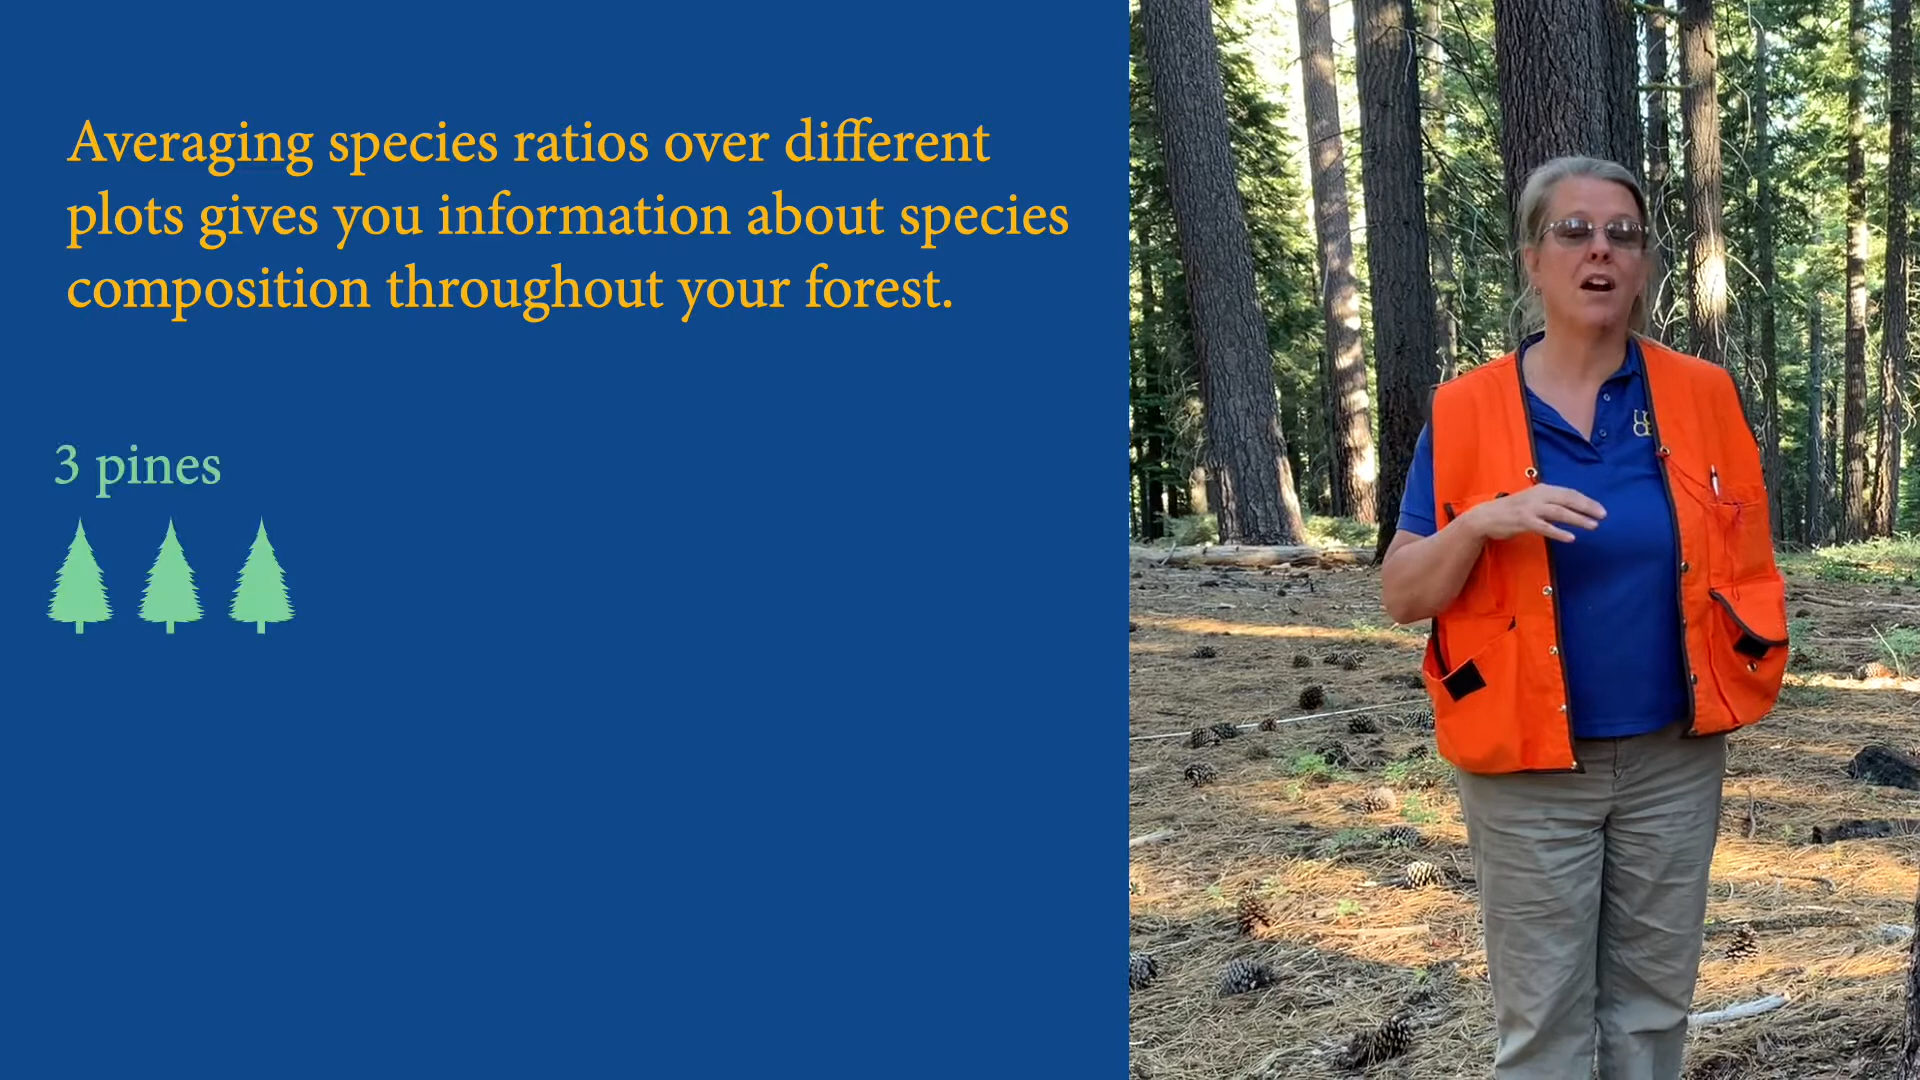 Averaging species ratios over different
plots gives you information about species
composition throughout your forest.
3 pines